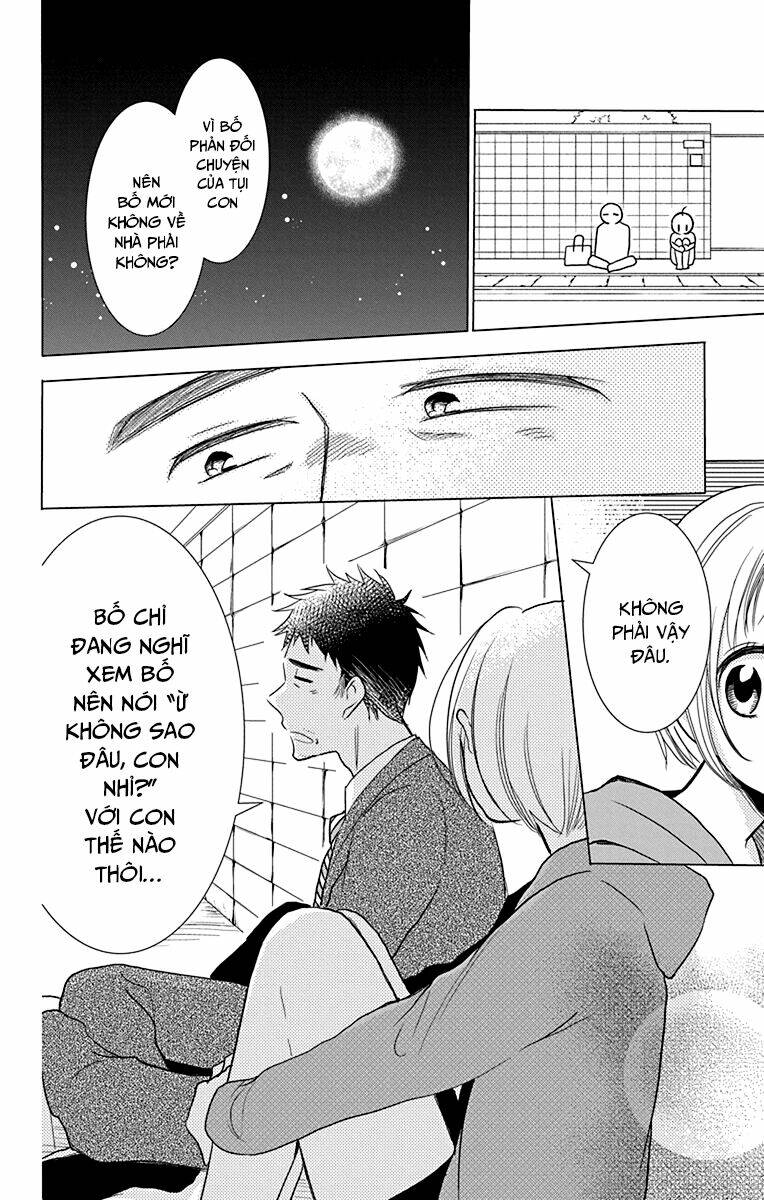 VÌ BỐ
PHẢN ĐỐI
CHUYỆN
CỦA TỤI
CON
NÊN
BỐ MỚI
KHÔNG VỀ
NHÀ PHẢI
KHÔNG?
KHÔNG
PHẢI VẬY
ĐÂU.
BỐ CHỈ
ĐANG NGHĨ
XEM BỐ
NÊN NÓI “Ừ
KHÔNG SAO
ĐÂU, CON
NHỈ?”
VỚI CON
THẾ NÀO
THÔI...